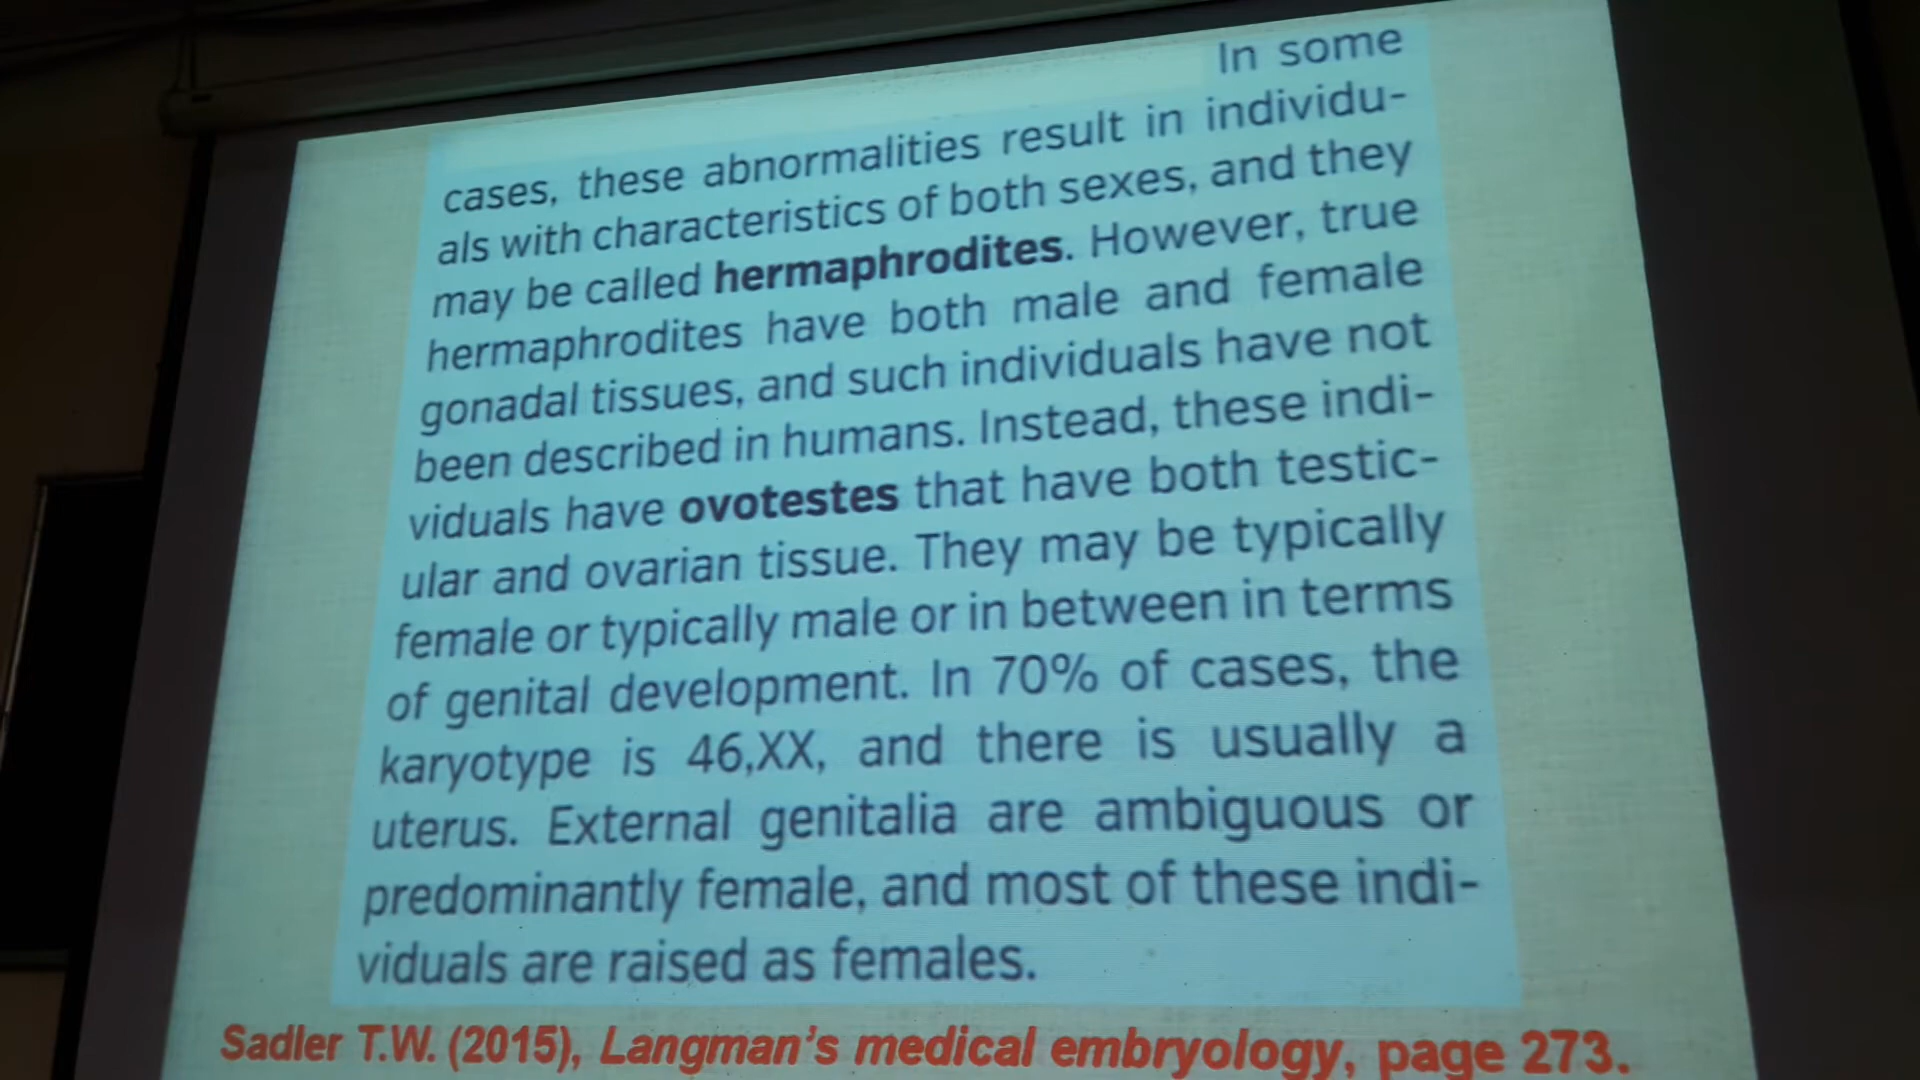 In some
cases, these abnormalities result in individu-
als with characteristics of both sexes, and they
may be called hermaphrodites. However, true
hermaphrodites have both male and female
gonadal tissues, and such individuals have not
been described in humans. Instead, these indi-
viduals have ovotestes that have both testic-
ular and ovarian tissue. They may be typically
female or typically male or in between in terms
of genital development. In 70% of cases, the
karyotype is 46,XX, and there is usually a
uterus. External genitalia are ambiguous or
predominantly female, and most of these indi-
viduals are raised as females.
Sadler T.W. (2015), Langman's medical embryology, page 273.